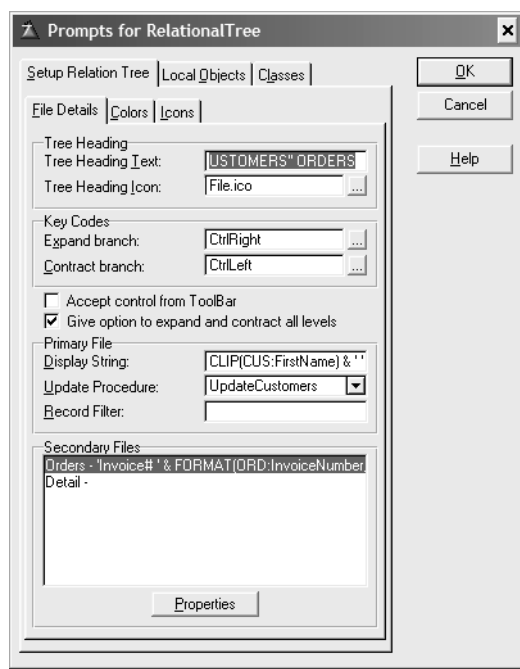 Prompts for RelationalTree
Setup Relation Tree Local Objects Classes
OK
Cancel
Help
File Details Colors Icons
Tree Heading
Tree Heading Text: USTOMERS" ORDERS
Tree Heading Icon: File.ico ...
Key Codes
Expand branch: CtrlRight ...
Contract branch: CtrlLeft ...
Accept control from ToolBar
Give option to expand and contract all levels
Primary File
Display String: CLIP(CUS:FirstName) & ' '
Update Procedure: UpdateCustomers
Record Filter:
Secondary Files
Orders - 'Invoice# ' & FORMAT(ORD:InvoiceNumber,
Detail -
Properties